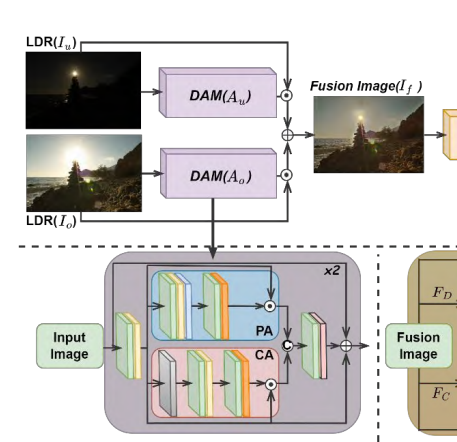 LDR(I_u)
DAM(A_u)
Fusion Image(I_f )
DAM(A_o)
LDR(I_o)
×2
PA
Input
Image
C
CA
F_D
Fusion
Image
F_C